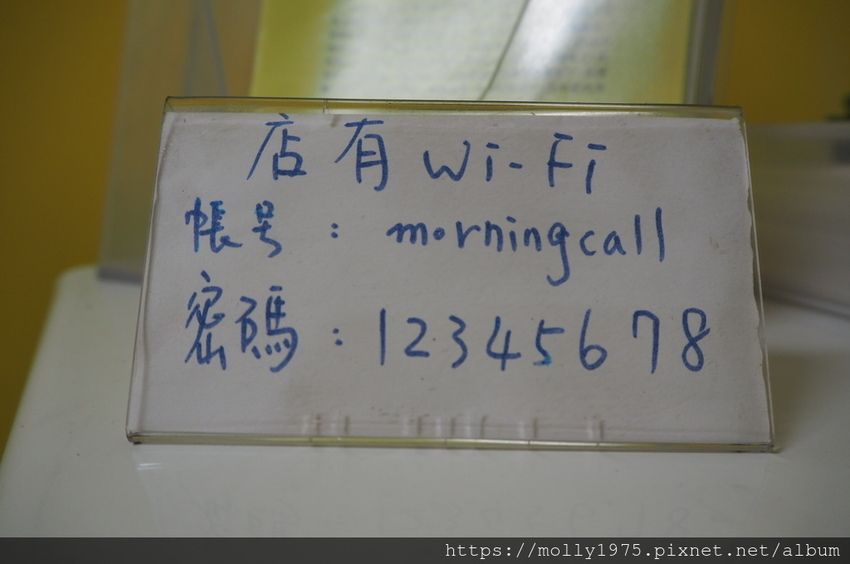 店有Wi-Fi
帳号：morningcall
密碼：12345678
https://molly1975.pixnet.net/album